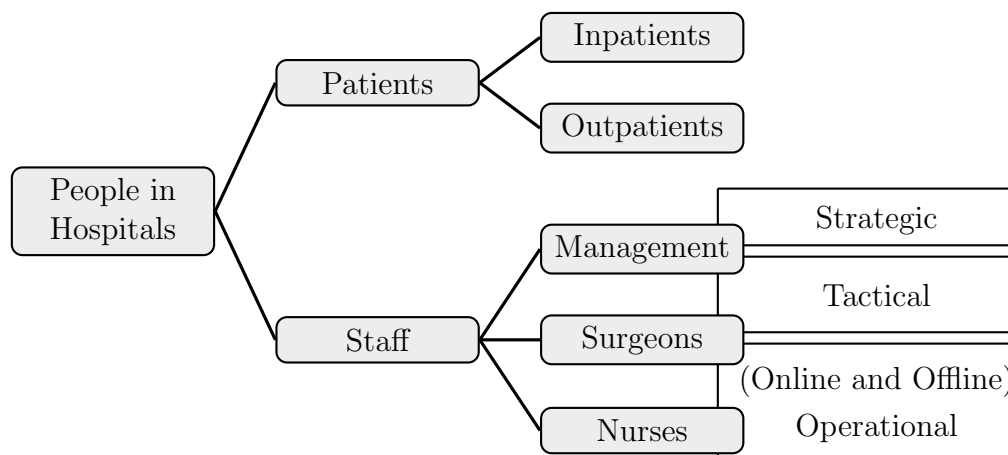 Inpatients
Patients
Outpatients
People in
Hospitals
Strategic
Management
Tactical
Staff
Surgeons
(Online and Offline)
Operational
Nurses